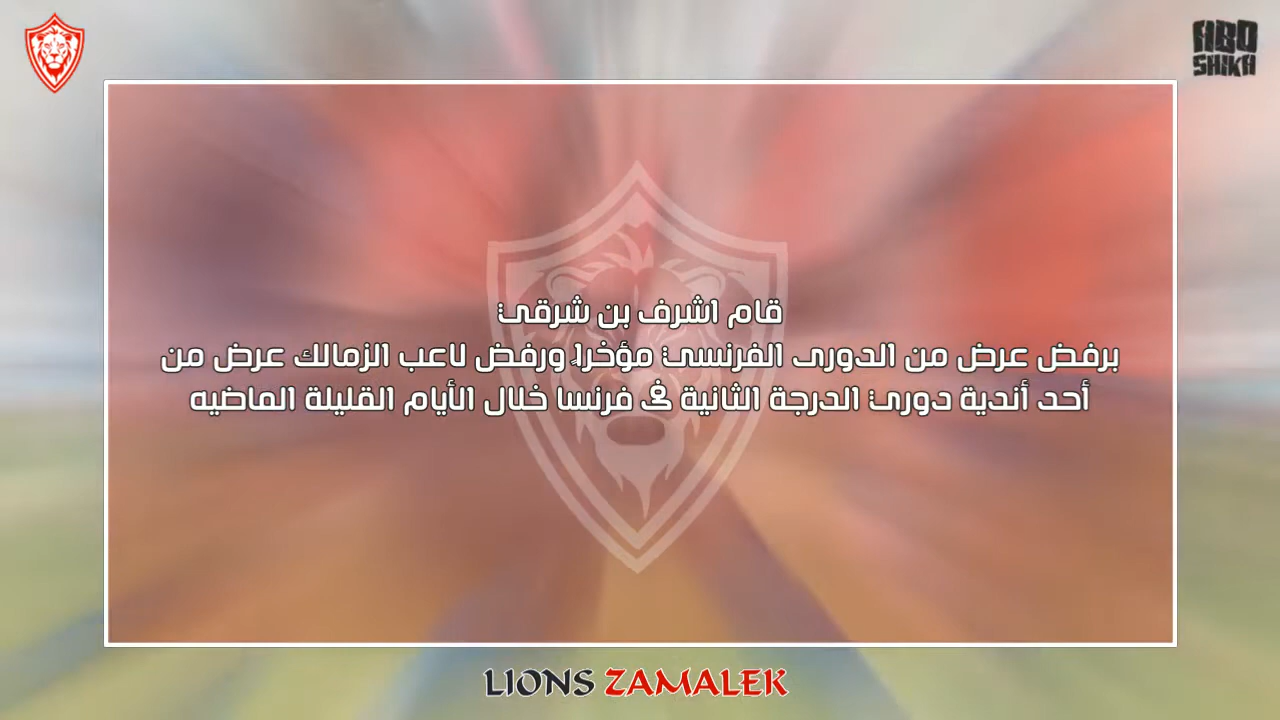 ABO
SHIKA
قام اشرف بن شرقي
برفض عرض من الدورى الفرنسي مؤخرا ورفض لاعب الزمالك عرض من
أحد أندية دوري الدرجة الثانية في فرنسا خلال الأيام القليلة الماضيه
LIONS ZAMALEK